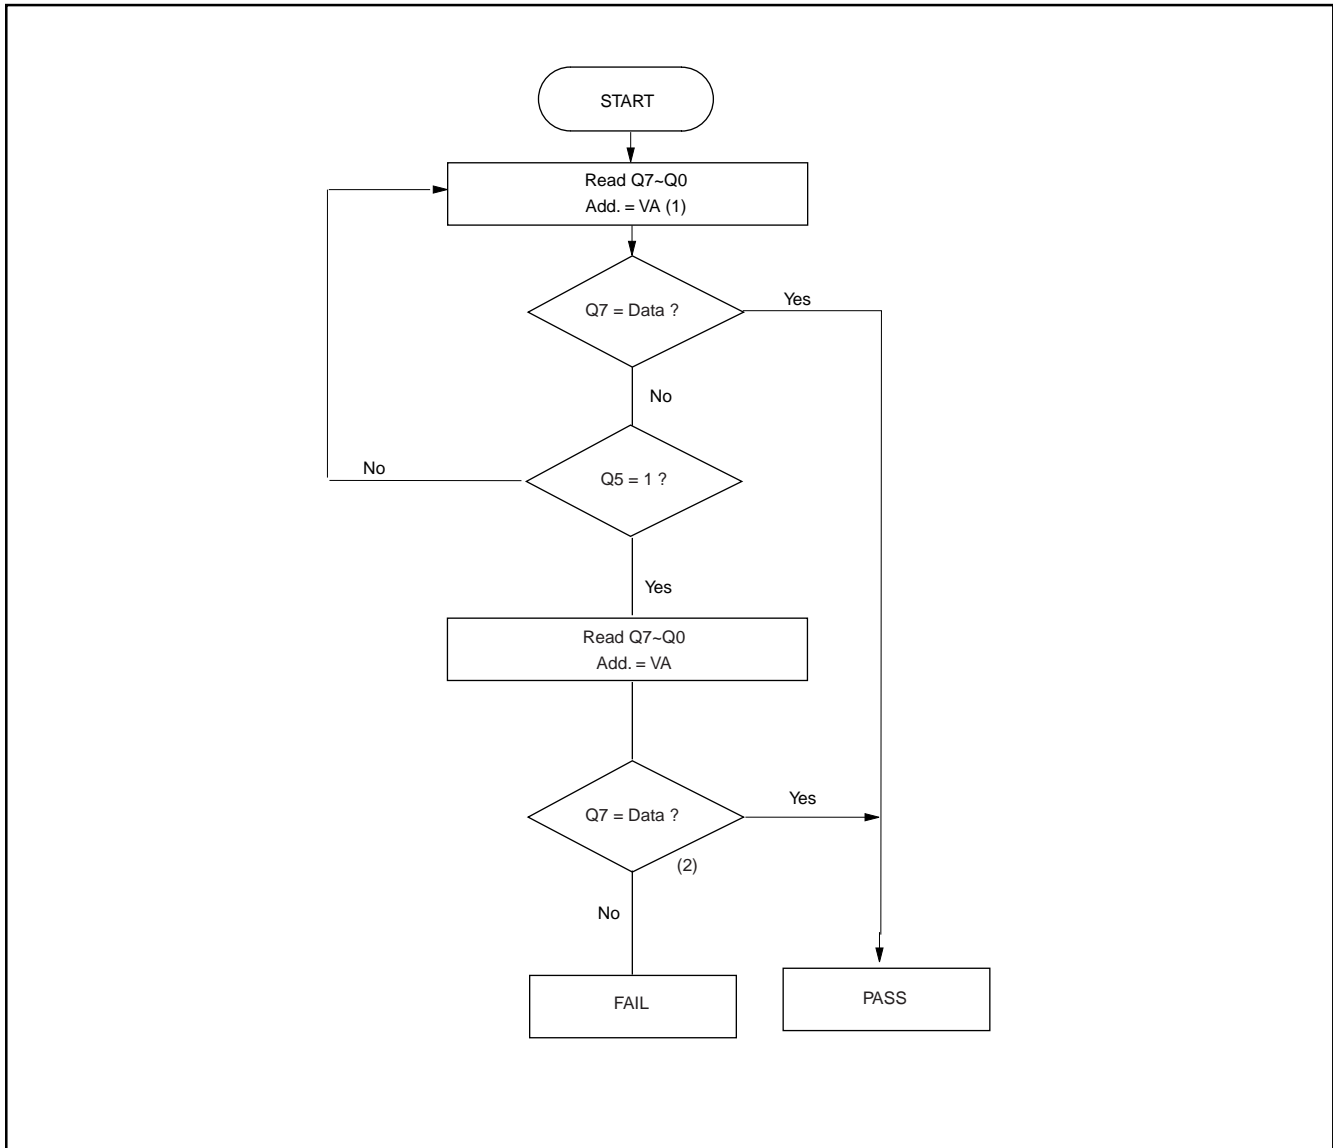 START
Read Q7~Q0
Add. = VA (1)
Q7 = Data ?
Yes
No
Q5 = 1 ?
No
Yes
Read Q7~Q0
Add. = VA
Q7 = Data ?
Yes
(2)
No
FAIL
PASS